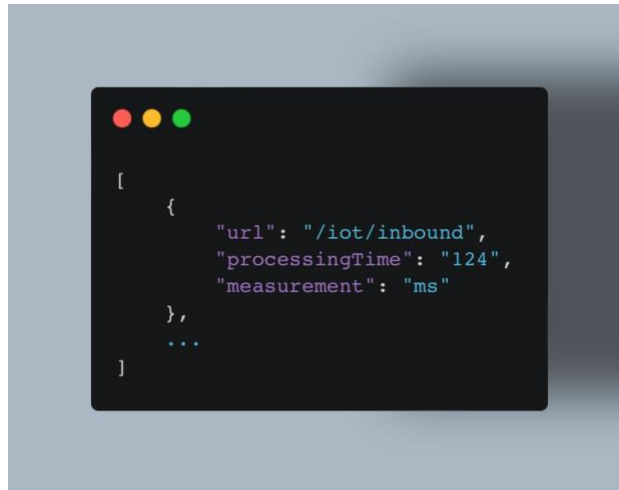 [
    {
        "url": "/iot/inbound",
        "processingTime": "124",
        "measurement": "ms"
    },
    ...
]